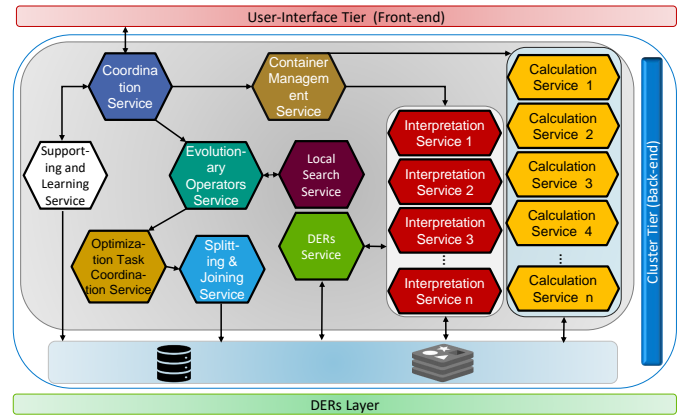 User-Interface Tier (Front-end)
Coordina
tion
Service
Container
Managem
ent
Service
Calculation
Service 1
Calculation
Service 2
Calculation
Service 3
Calculation
Service 4
...
Calculation
Service n
Interpretation
Service 1
Interpretation
Service 2
Interpretation
Service 3
...
Interpretation
Service n
Support-
ing and
Learning
Service
Evolution-
ary
Operators
Service
Local
Search
Service
DERs
Service
Optimiza-
tion Task
Coordina-
tion Service
Splitt-
ing &
Joining
Service
Cluster Tier (Back-end)
DERs Layer